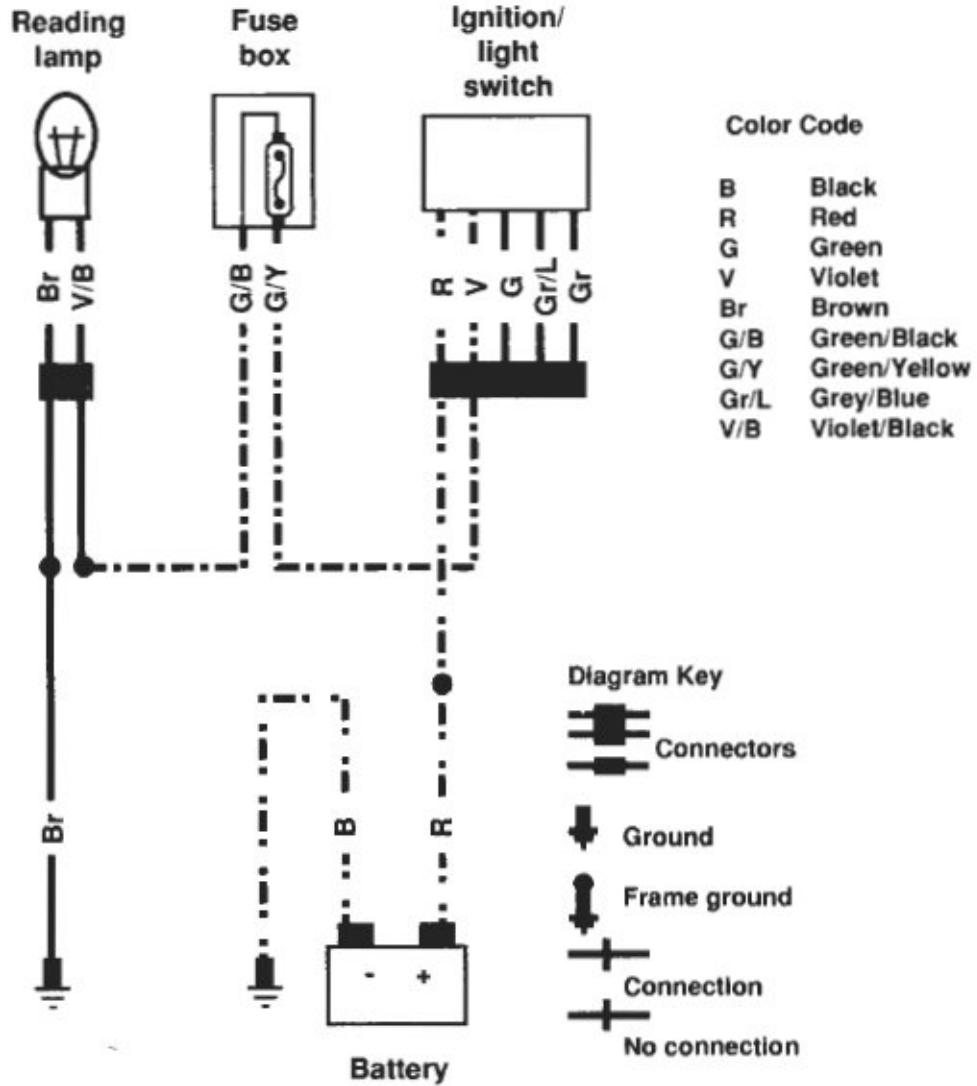 Reading
lamp
Fuse
box
Ignition/
light
switch
Br
V/B
G/B
G/Y
R
V
G
Gr/L
Gr
Color Code
B Black
R Red
G Green
V Violet
Br Brown
G/B Green/Black
G/Y Green/Yellow
Gr/L Grey/Blue
V/B Violet/Black
Br
B
R
- +
Battery
Diagram Key
Connectors
Ground
Frame ground
Connection
No connection